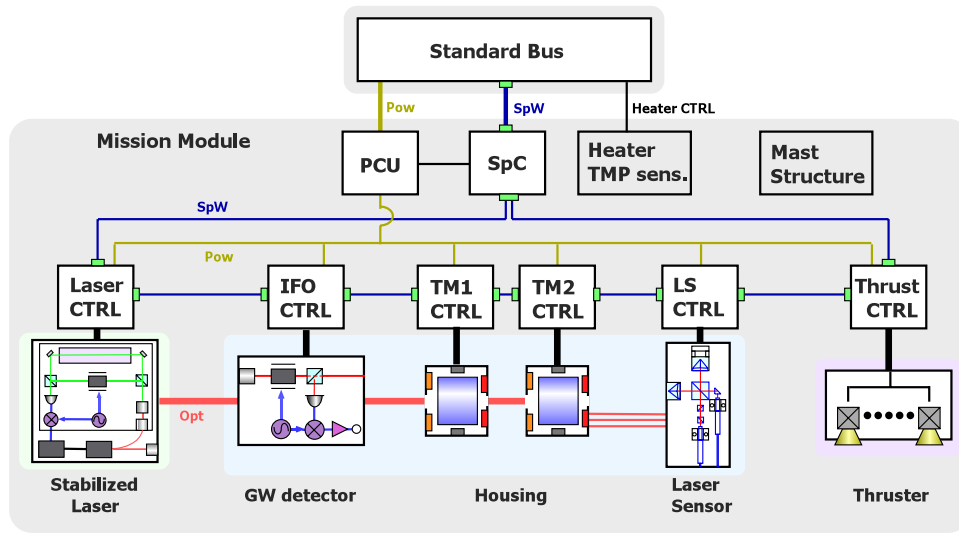 Standard Bus
Pow
SpW
Heater CTRL
Mission Module
PCU
SpC
Heater
TMP sens.
Mast
Structure
SpW
Pow
Laser
CTRL
IFO
CTRL
TM1
CTRL
TM2
CTRL
LS
CTRL
Thrust
CTRL
Opt
Stabilized
Laser
GW detector
Housing
Laser
Sensor
Thruster